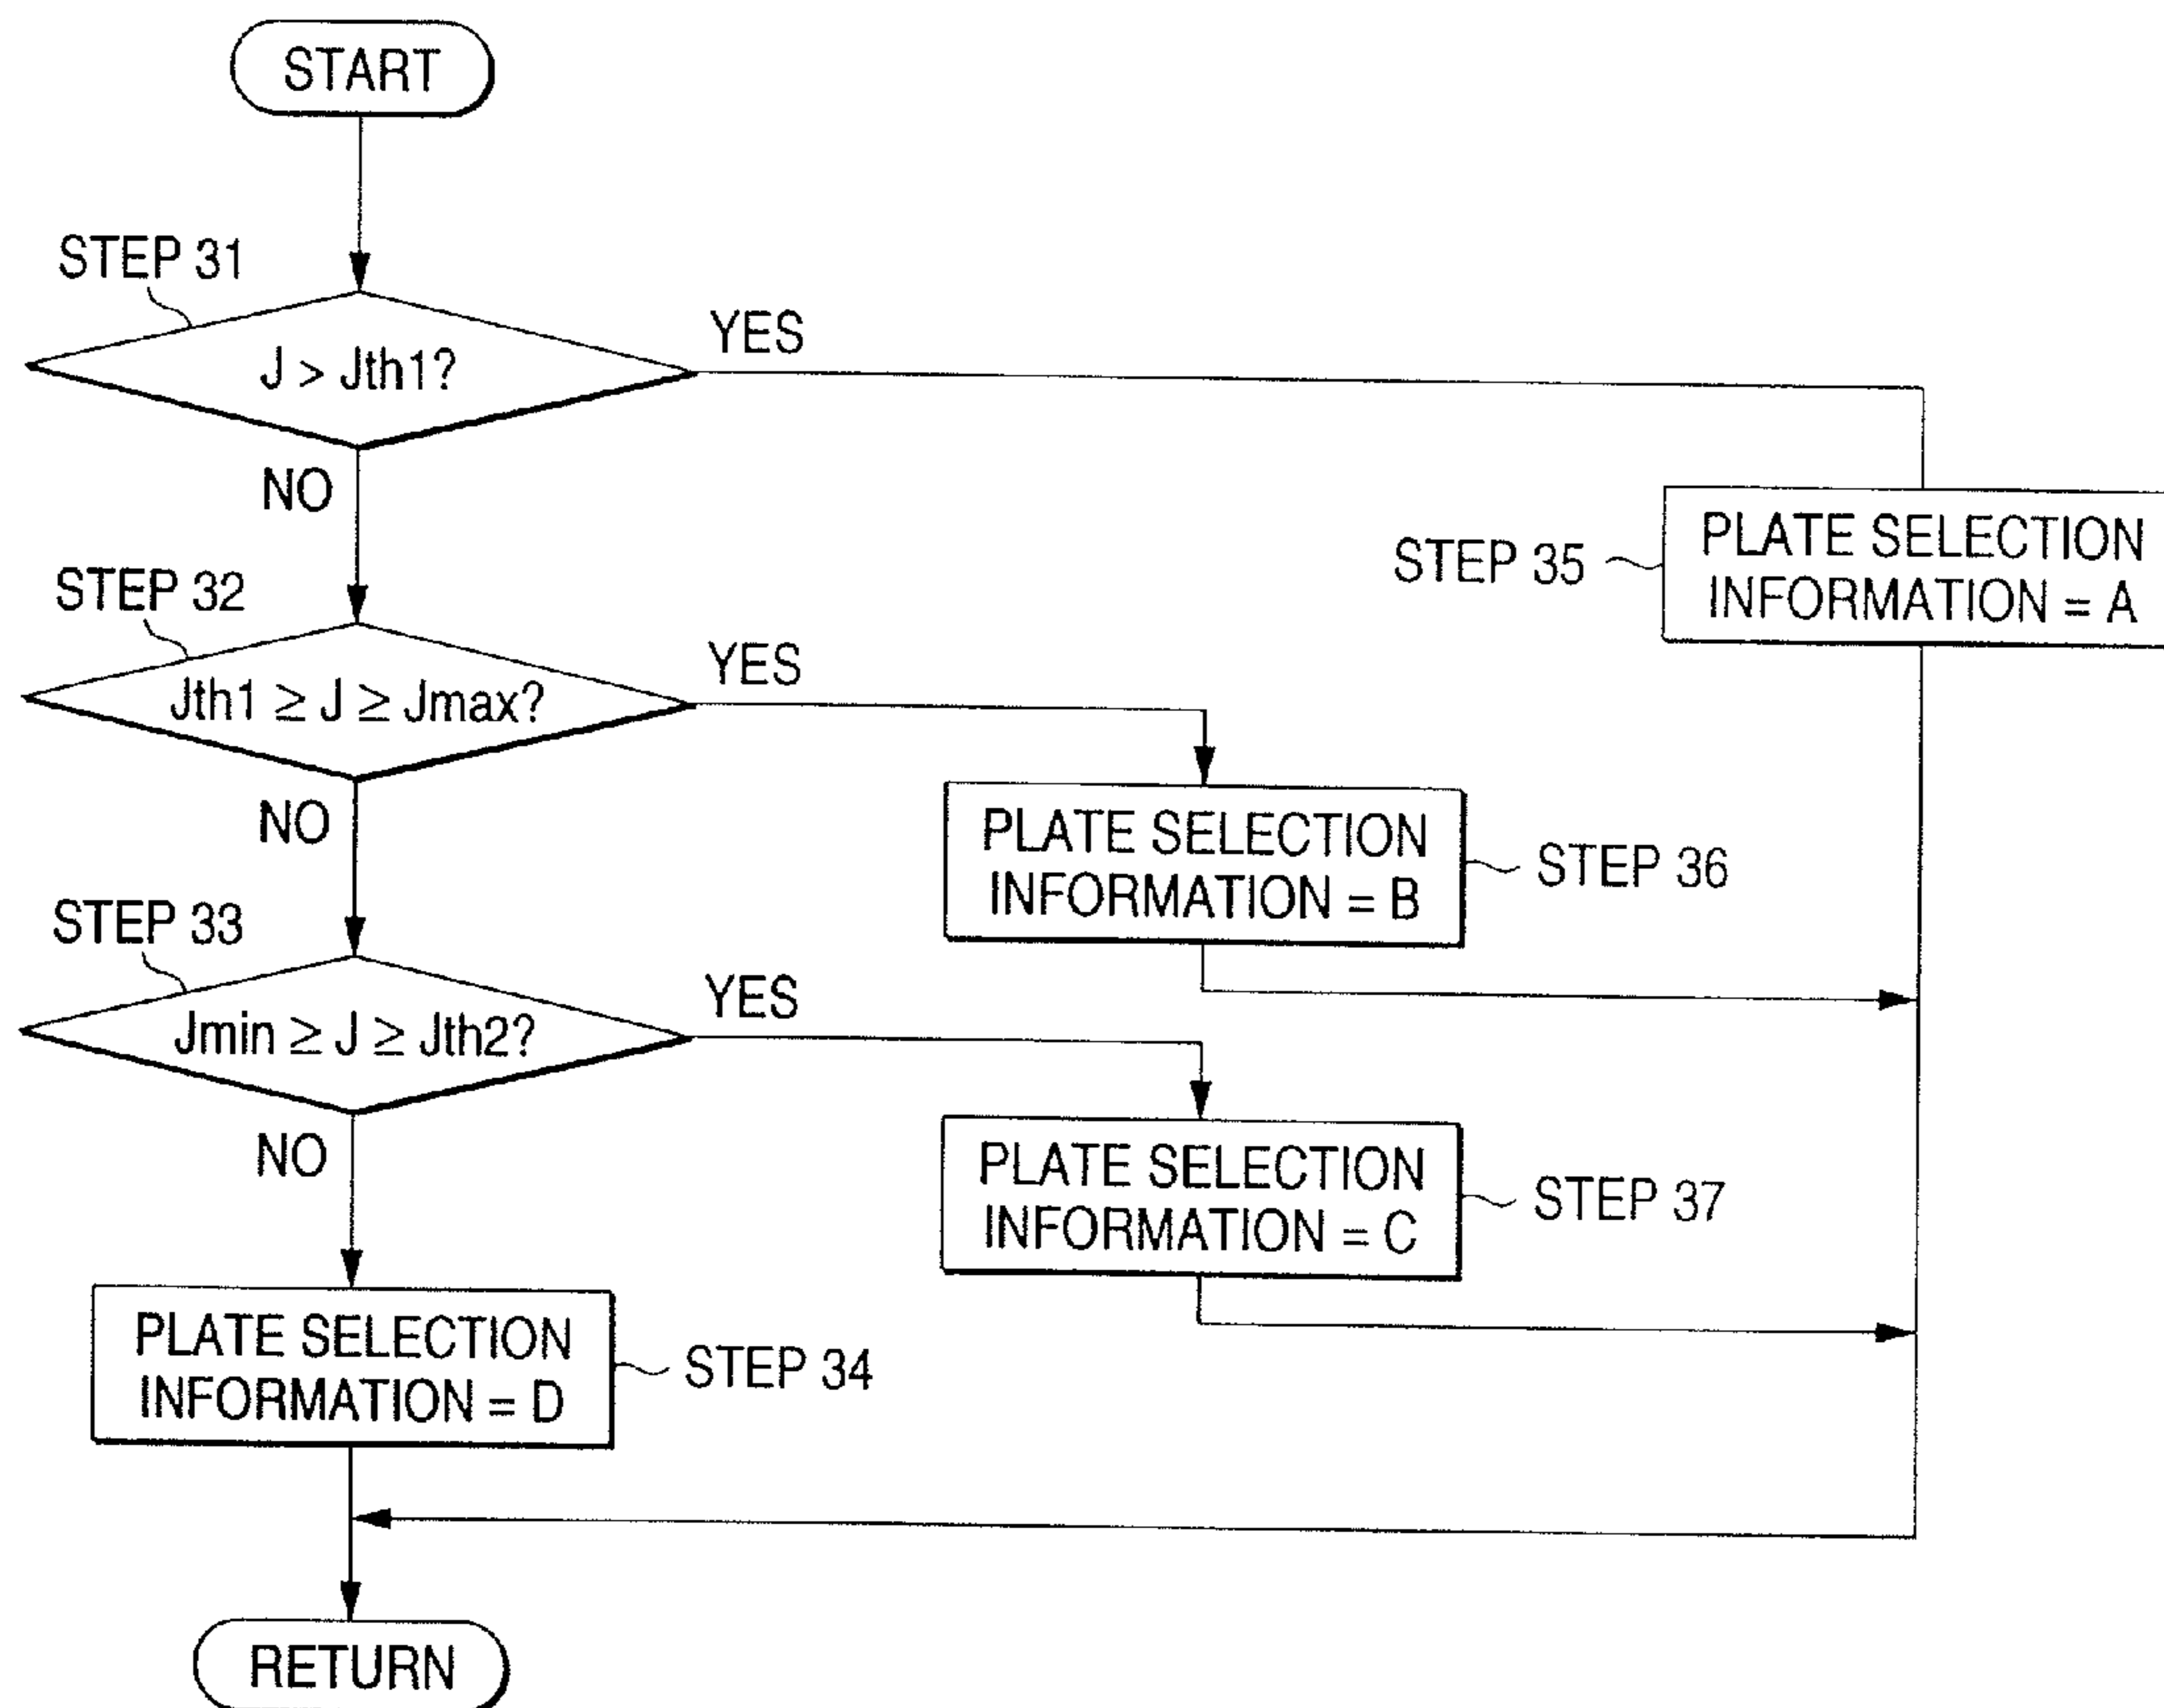 START
STEP 31
J > Jth1?
YES
NO
PLATE SELECTION
INFORMATION = A
STEP 35
STEP 32
Jth1 ≥ J ≥ Jmax?
YES
NO
PLATE SELECTION
INFORMATION = B
STEP 36
STEP 33
Jmin ≥ J ≥ Jth2?
YES
NO
PLATE SELECTION
INFORMATION = C
STEP 37
PLATE SELECTION
INFORMATION = D
STEP 34
RETURN